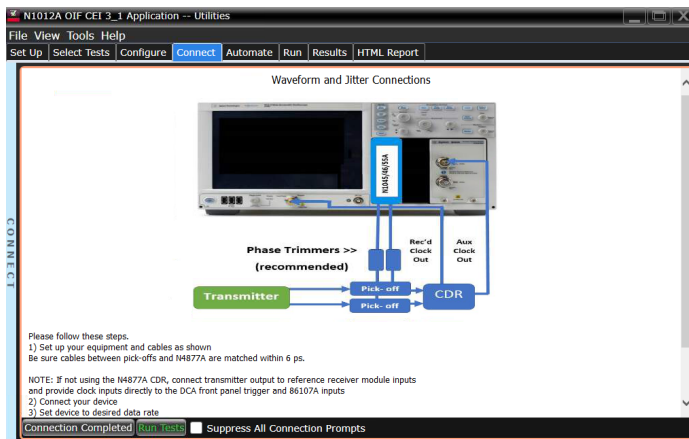 N1012A OIF CEI 3_1 Application -- Utilities
File View Tools Help
Set Up Select Tests Configure Connect Automate Run Results HTML Report
CONNECT
Waveform and Jitter Connections
N1045/46/55A
Phase Trimmers >>
(recommended)
Rec'd
Clock
Out
Aux
Clock
Out
Transmitter
Pick- off
Pick- off
CDR
Please follow these steps.
1) Set up your equipment and cables as shown
Be sure cables between pick-offs and N4877A are matched within 6 ps.
NOTE: If not using the N4877A CDR, connect transmitter output to reference receiver module inputs
and provide clock inputs directly to the DCA front panel trigger and 86107A inputs
2) Connect your device
3) Set device to desired data rate
Connection Completed Run Tests Suppress All Connection Prompts